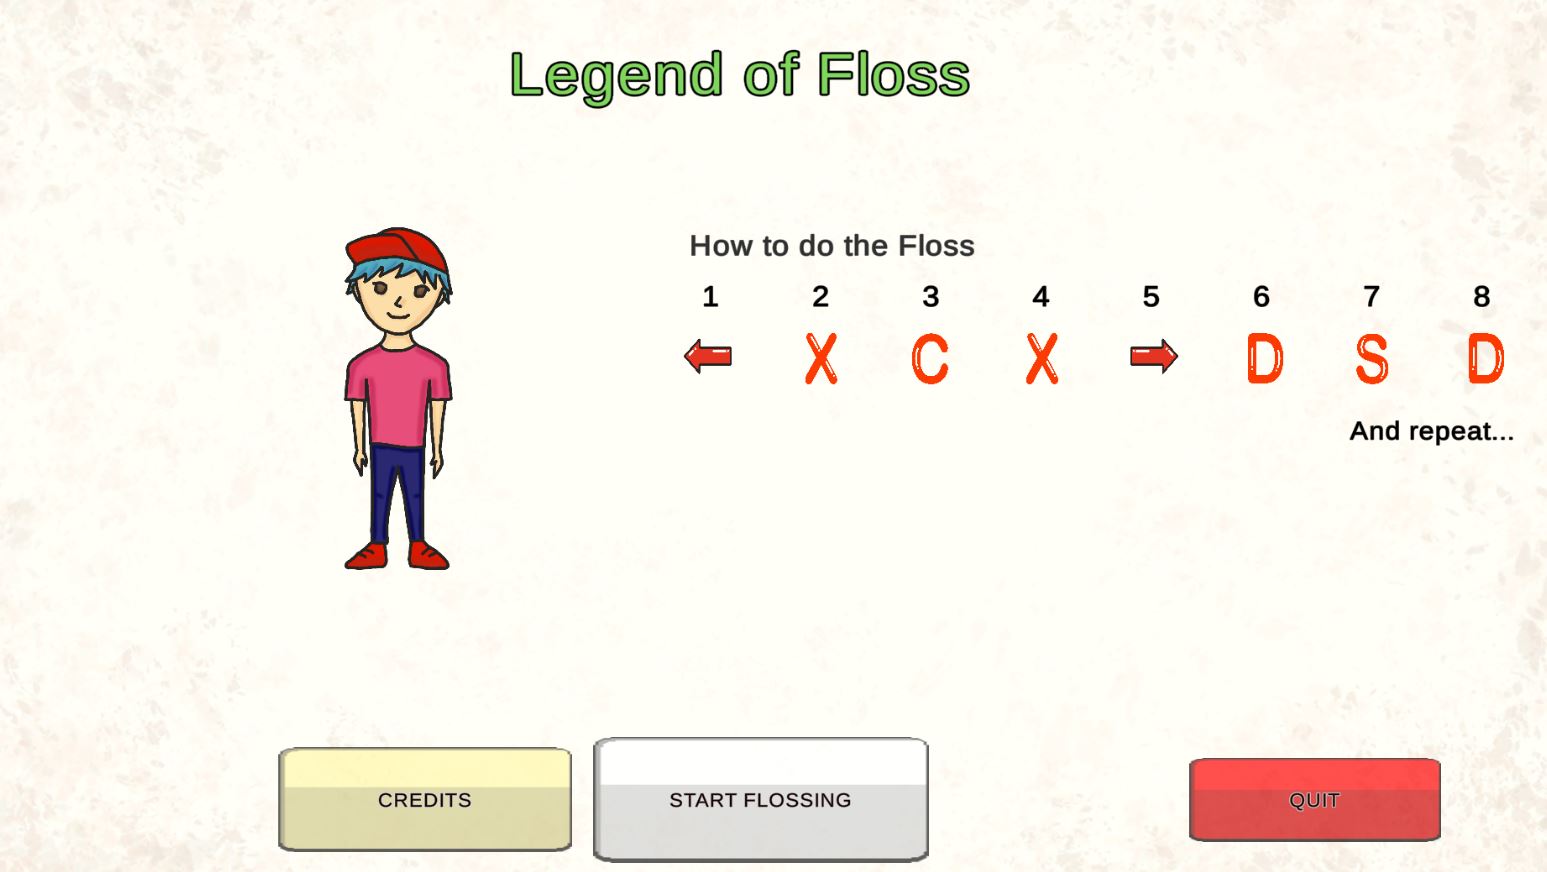 Legend of Floss
How to do the Floss
1 2 3 4 5 6 7 8
X C X D S D
And repeat...
CREDITS
START FLOSSING
QUIT